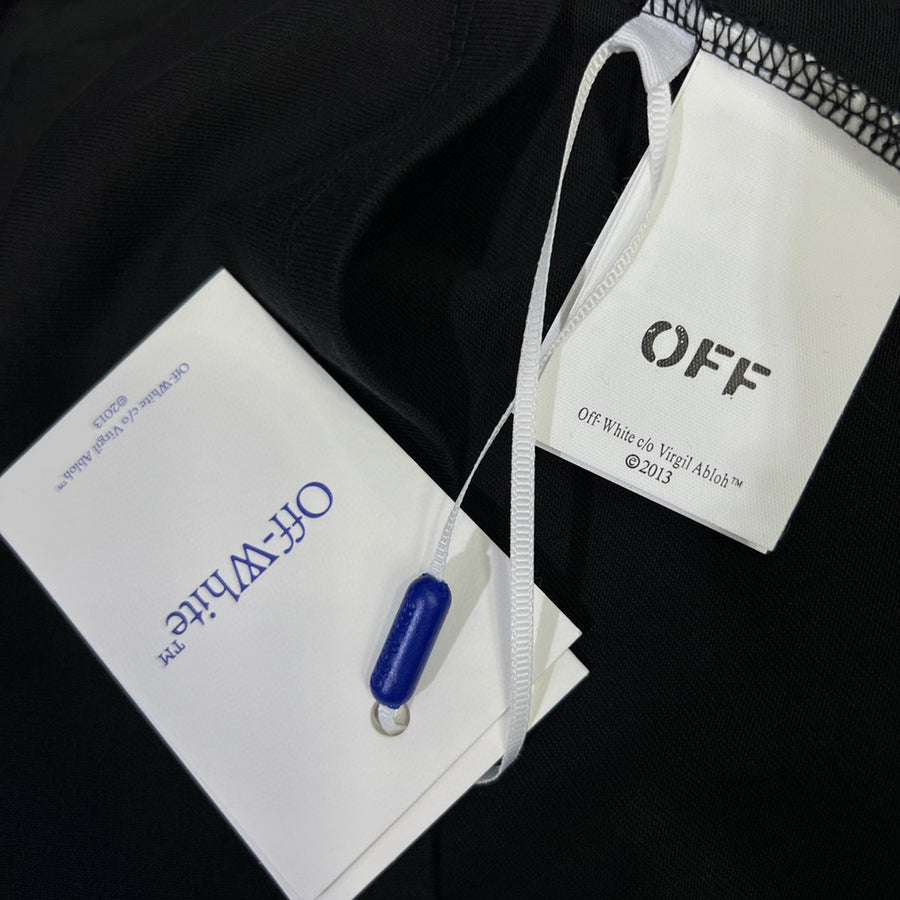 Off-White c/o Virgil Abloh™
©2013
Off-White™
OFF
Off-White c/o Virgil Abloh™
©2013